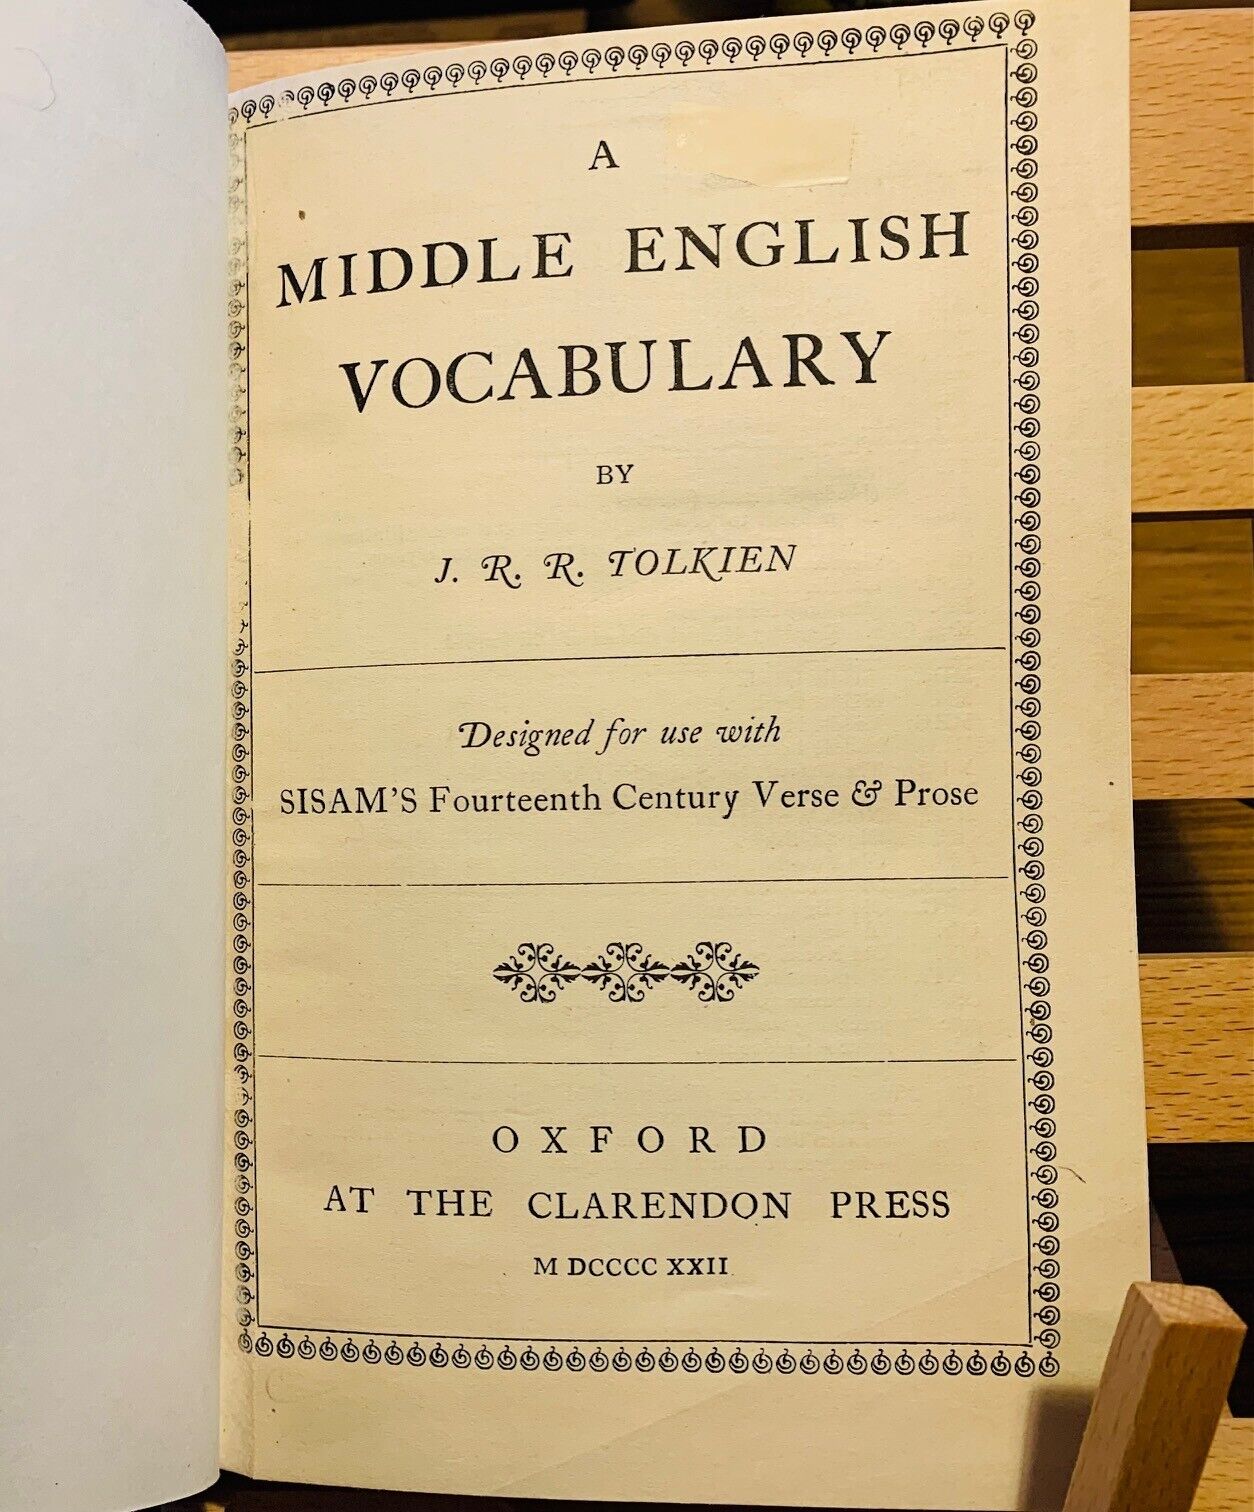 A
MIDDLE ENGLISH
VOCABULARY
BY
J. R. R. TOLKIEN
Designed for use with
SISAM'S Fourteenth Century Verse & Prose
OXFORD
AT THE CLARENDON PRESS
M DCCCC XXII